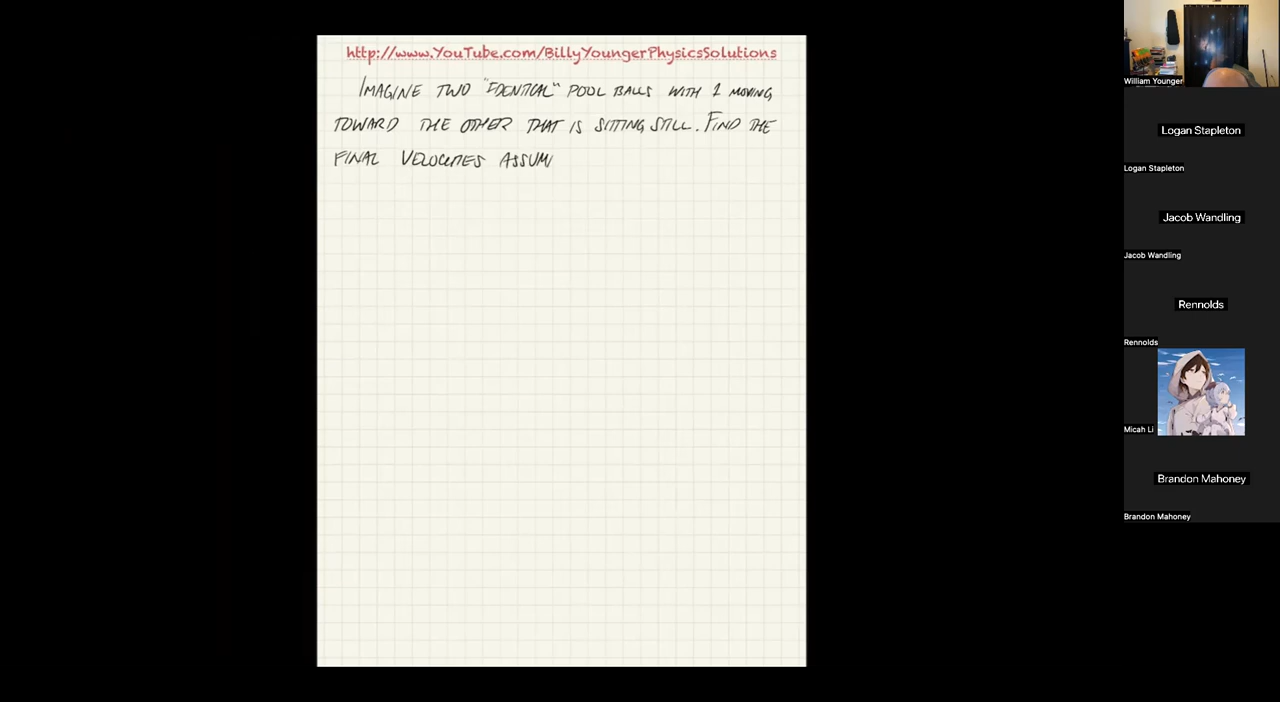 http://www.YouTube.com/BillyYoungerPhysicsSolutions
IMAGINE TWO "IDENTICAL" POOL BALLS WITH 1 MOVING
TOWARD THE OTHER THAT IS SITTING STILL. FIND THE
FINAL VELOCITIES ASSUM
William Younger
Logan Stapleton
Logan Stapleton
Jacob Wandling
Jacob Wandling
Rennolds
Rennolds
Micah Li
Brandon Mahoney
Brandon Mahoney